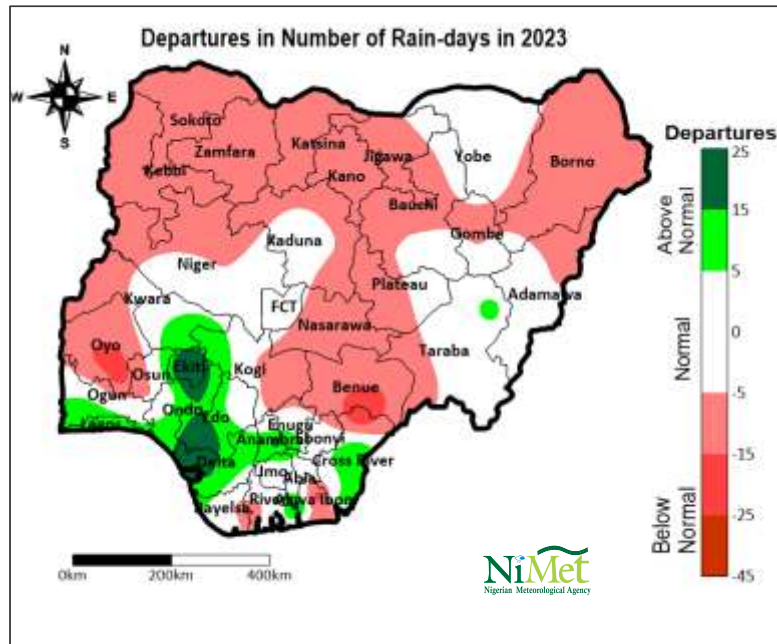 Departures in Number of Rain-days in 2023
N
W E
S
Departures
25
15
5
0
-5
-15
-25
-45
Above Normal
Normal
Below Normal
Sokoto
Zamfara
Kebbi
Katsina
Jigawa
Kano
Yobe
Borno
Bauchi
Gombe
Kaduna
Niger
Plateau
Adamawa
Kwara
FCT
Nasarawa
Taraba
Oyo
Osun
Ekiti
Kogi
Benue
Ogun
Ondo
Edo
Enugu
Lagos
Anambra
Ebonyi
Delta
Imo
Abia
Cross River
Bayelsa
Rivers
Akwa Ibom
0km 200km 400km
NiMet
Nigerian Meteorological Agency